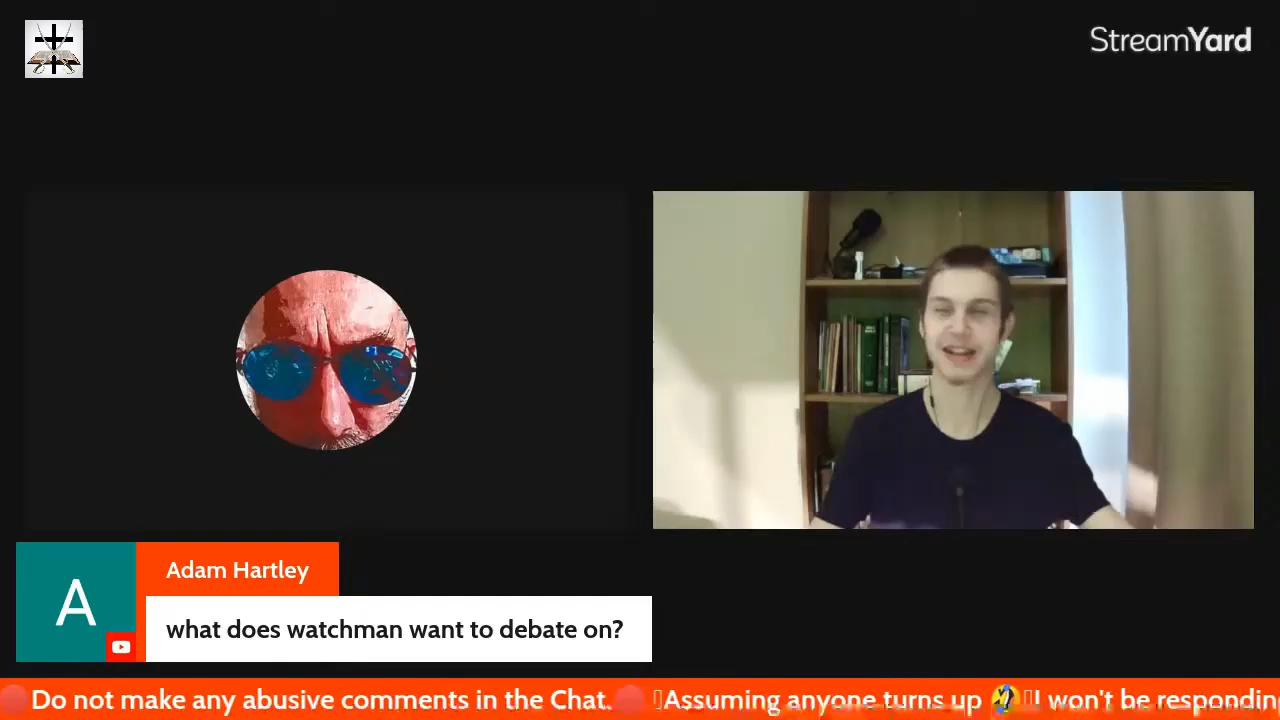 StreamYard
A
Adam Hartley
what does watchman want to debate on?
Do not make any abusive comments in the Chat. Assuming anyone turns up 🤣 I won't be responding